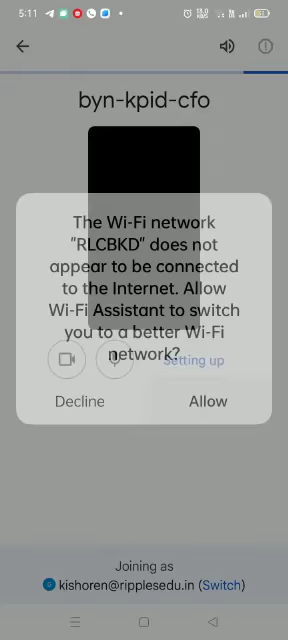 5:11
byn-kpid-cfo
The Wi-Fi network
"RLCBKD" does not
appear to be connected
to the Internet. Allow
Wi-Fi Assistant to switch
you to a better Wi-Fi
network?
Setting up
Decline Allow
Joining as
kishoren@ripplesedu.in (Switch)